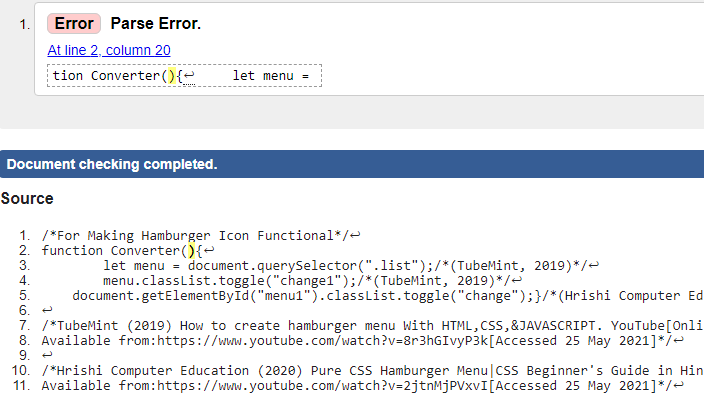 1. Error Parse Error.
At line 2, column 20
tion Converter(){↩ let menu =
Document checking completed.
Source
1. /*For Making Hamburger Icon Functional*/↩
2. function Converter(){↩
3. let menu = document.querySelector(".list");/*(TubeMint, 2019)*/↩
4. menu.classList.toggle("change1");/*(TubeMint, 2019)*/↩
5. document.getElementById("menu1").classList.toggle("change");}/*(Hrishi Computer Ed
6. ↩
7. /*TubeMint (2019) How to create hamburger menu With HTML,CSS,&JAVASCRIPT. YouTube[Onli
8. Available from:https://www.youtube.com/watch?v=8r3hGIvyP3k[Accessed 25 May 2021]*/↩
9. ↩
10. /*Hrishi Computer Education (2020) Pure CSS Hamburger Menu|CSS Beginner's Guide in Hin
11. Available from:https://www.youtube.com/watch?v=2jtnMjPVxvI[Accessed 25 May 2021]*/↩